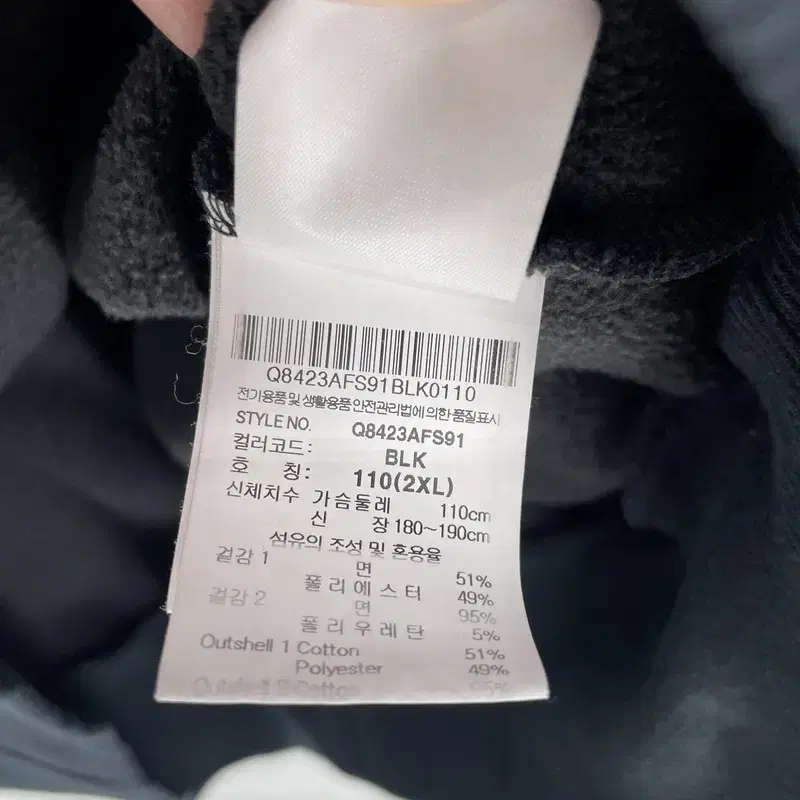 Q8423AFS91BLK0110
전기용품 및 생활용품 안전관리법에 의한 품질표시
STYLE NO. Q8423AFS91
컬러코드: BLK
호 칭: 110(2XL)
신체치수 가슴둘레 110cm
신 장 180~190cm
섬유의 조성 및 혼용율
겉감 1 면 51%
폴리에스터 49%
겉감 2 면 95%
폴리우레탄 5%
Outshell 1 Cotton 51%
Polyester 49%
Outshell 2 Cotton 95%